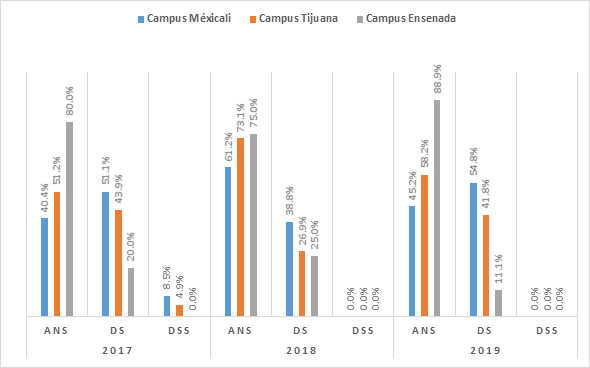 Campus Méxicali Campus Tijuana Campus Ensenada
40.4% 51.2% 80.0% 51.1% 43.9% 20.0% 8.5% 4.9% 0.0% 61.2% 73.1% 75.0% 38.8% 26.9% 25.0% 0.0% 0.0% 0.0% 45.2% 58.2% 88.9% 54.8% 41.8% 11.1% 0.0% 0.0% 0.0%
ANS DS DSS ANS DS DSS ANS DS DSS
2017 2018 2019